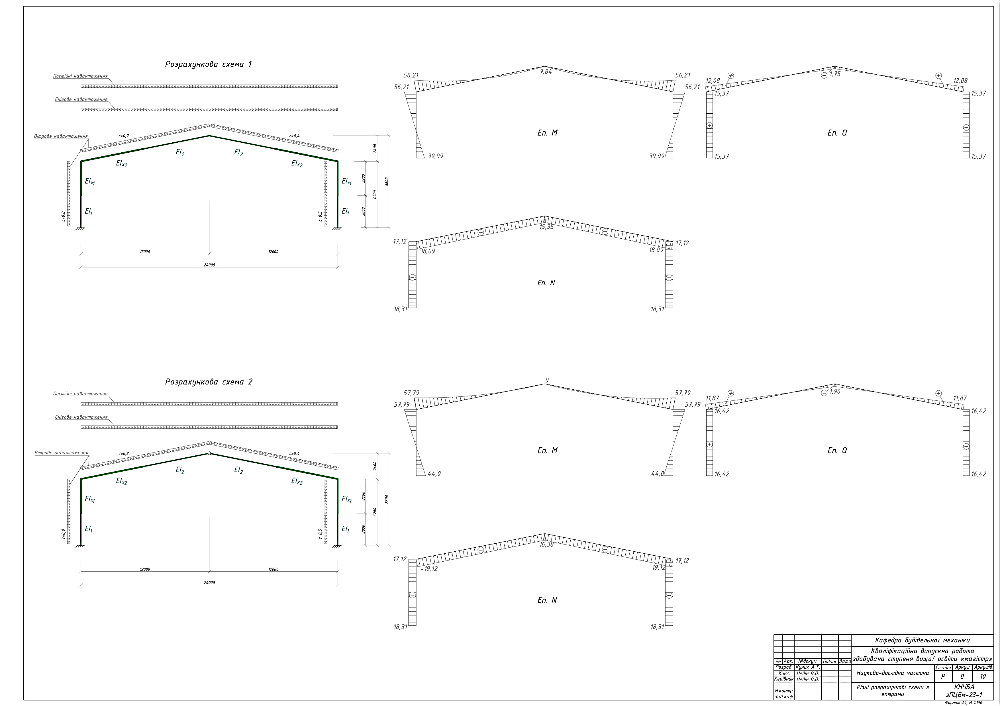 Розрахункова схема 1
Постійні навантаження
Снігове навантаження
Вітрове навантаження
c=0,2
c=0,4
EI2
EI2
EIx2
EIx2
EIx1
EIx1
EI1
EI1
c=0,8
c=0,5
2400
3200
6200
8600
3000
12000
12000
24000
56,21
7,84
56,21
56,21
56,21
Еп. M
39,09
39,09
12,08
1,75
12,08
15,37
15,37
Еп. Q
15,37
15,37
15,35
17,12
17,12
18,09
18,09
Еп. N
18,31
18,31
Розрахункова схема 2
Постійні навантаження
Снігове навантаження
Вітрове навантаження
c=0,2
c=0,4
EI2
EI2
EIx2
EIx2
EIx1
EIx1
EI1
EI1
c=0,8
c=0,5
2400
3200
6200
8600
3000
12000
12000
24000
0
57,79
57,79
57,79
57,79
Еп. M
44,0
44,0
11,87
1,96
11,87
16,42
16,42
Еп. Q
16,42
16,42
16,38
17,12
17,12
-19,12
19,12
Еп. N
18,31
18,31
Кафедра будівельної механіки
Кваліфікаційна випускна робота
здобувача ступеня вищої освіти «магістр»
Зм. Арк. №докум. Підпис Дата
Розроб. Кулик А.Т.
Конс. Недін В.О.
Керівник Недін В.О.
Н.контр.
Зав.каф.
Науково-дослідна частина
Стадія Аркуш Аркушів
Р 8 10
Різні розрахункові схеми з
епюрами
КНУБА
зПЦБм-23-1
Формат А1; М 1:100